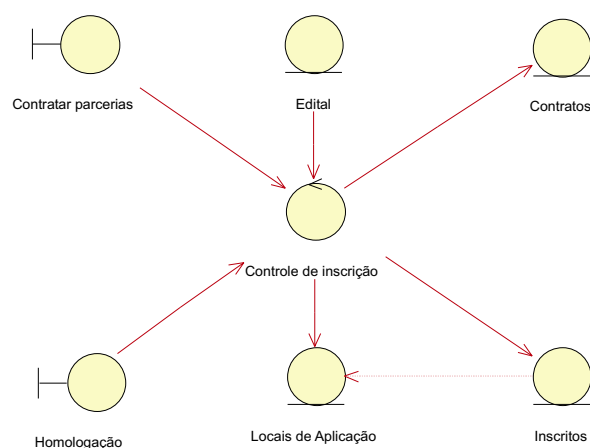 Contratar parcerias
Edital
Contratos
Controle de inscrição
Homologação
Locais de Aplicação
Inscritos